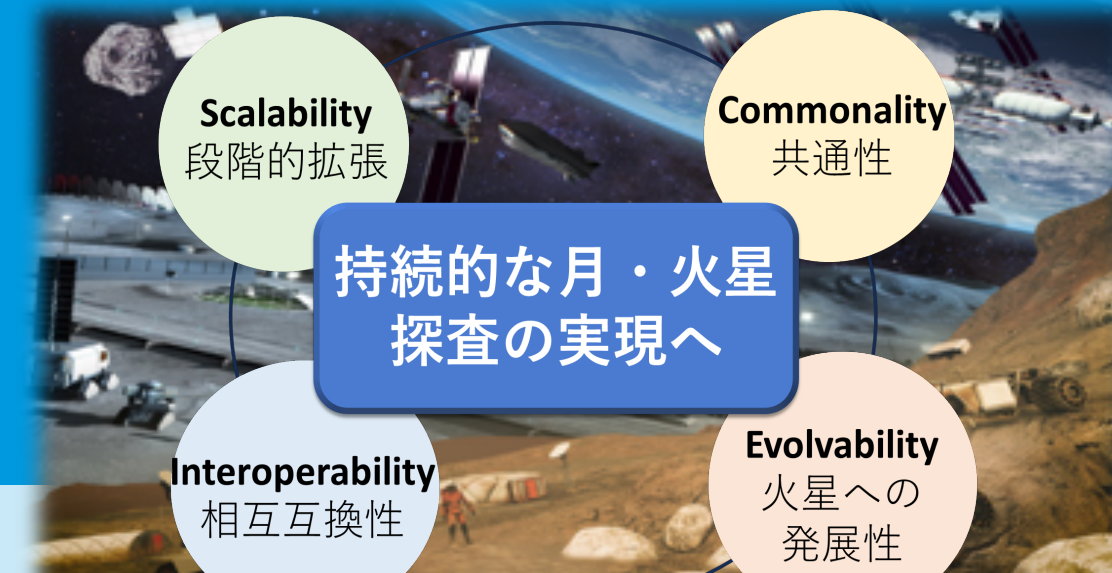 Scalability
段階的拡張
Commonality
共通性
持続的な月・火星
探査の実現へ
Interoperability
相互互換性
Evolvability
火星への
発展性